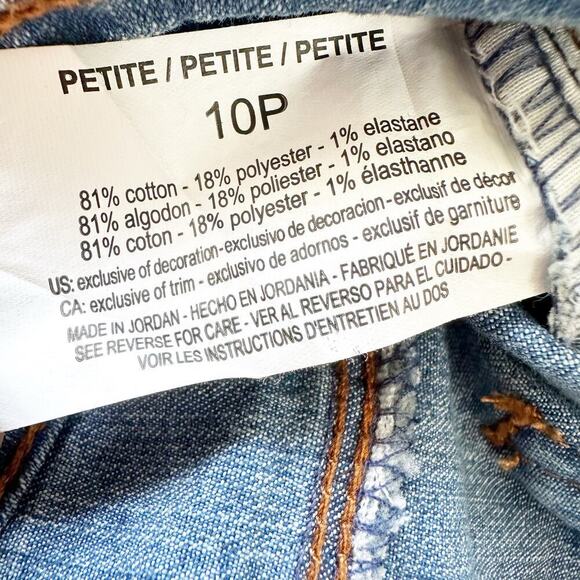 PETITE / PETITE / PETITE
10P
81% cotton - 18% polyester - 1% elastane
81% algodon - 18% poliester - 1% elastano
81% coton - 18% polyester - 1% élasthanne
US: exclusive of decoration-exclusivo de decoracion-exclusif de décor
CA: exclusive of trim - exclusivo de adornos - exclusif de garniture
MADE IN JORDAN - HECHO EN JORDANIA - FABRIQUÉ EN JORDANIE
SEE REVERSE FOR CARE - VER AL REVERSO PARA EL CUIDADO -
VOIR LES INSTRUCTIONS D'ENTRETIEN AU DOS